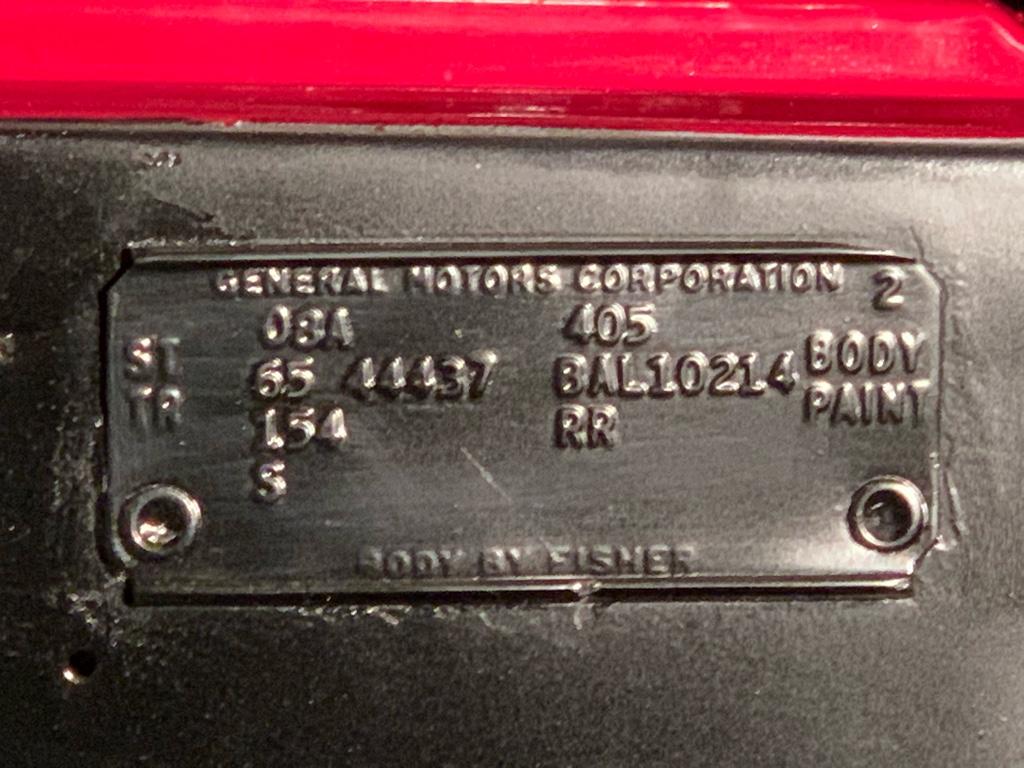 GENERAL MOTORS CORPORATION 2
08A 405
ST 65 44437 BAL10214 BODY
TR 154 RR PAINT
S
BODY BY FISHER